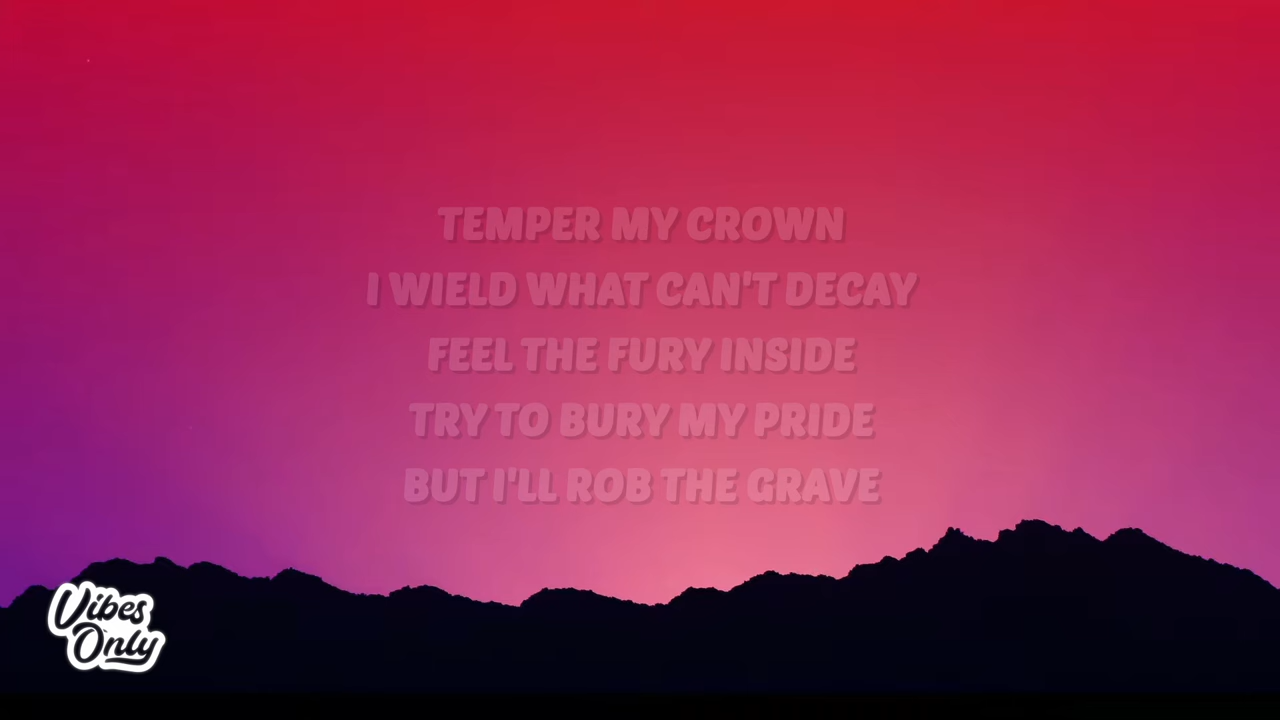 TEMPER MY CROWN
I WIELD WHAT CAN'T DECAY
FEEL THE FURY INSIDE
TRY TO BURY MY PRIDE
BUT I'LL ROB THE GRAVE
Vibes
Only